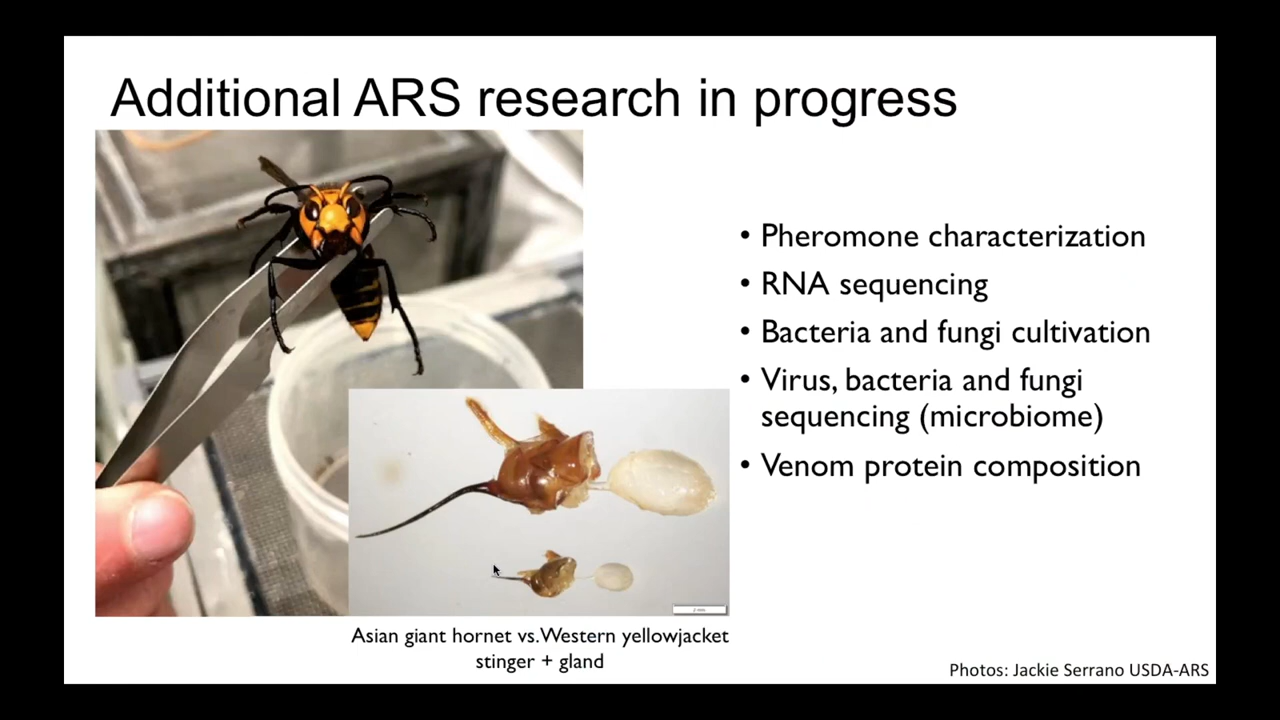 Additional ARS research in progress
• Pheromone characterization
• RNA sequencing
• Bacteria and fungi cultivation
• Virus, bacteria and fungi
sequencing (microbiome)
• Venom protein composition
Asian giant hornet vs.Western yellowjacket
stinger + gland
Photos: Jackie Serrano USDA-ARS